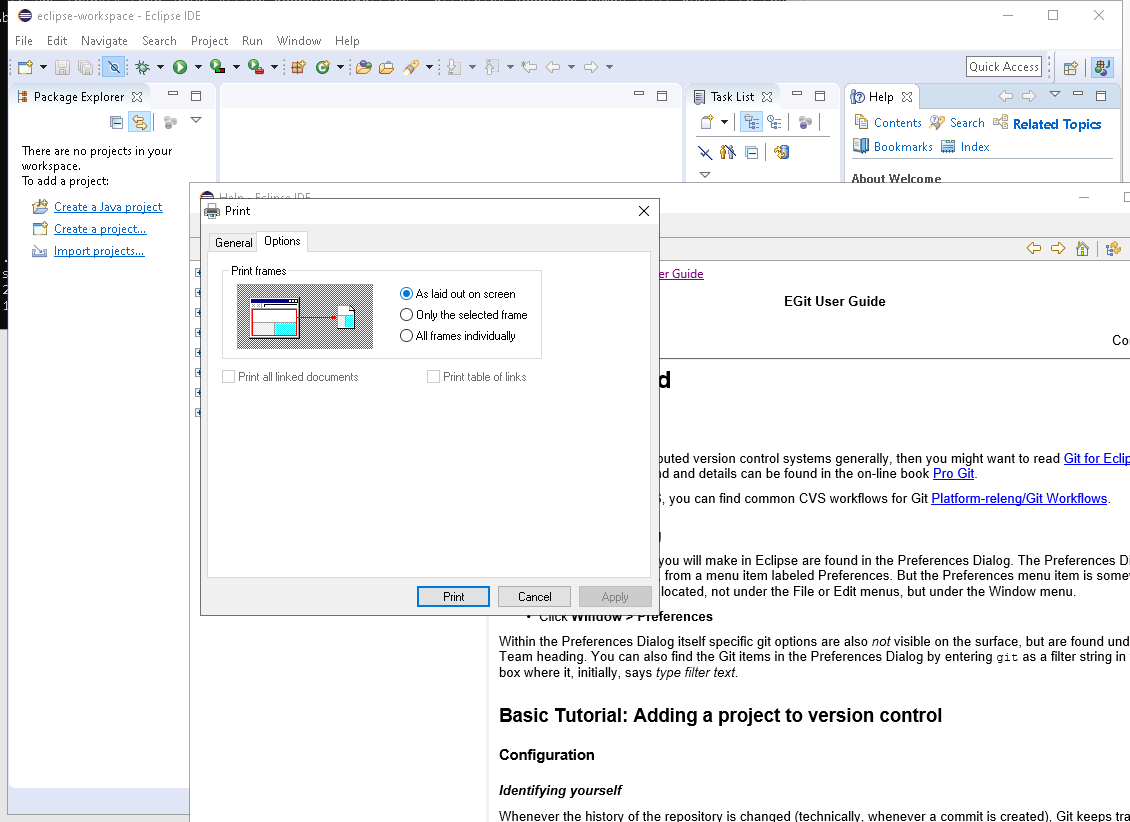 eclipse-workspace - Eclipse IDE
File Edit Navigate Search Project Run Window Help
Quick Access
Package Explorer
Task List
Help
Contents Search Related Topics
Bookmarks Index
About Welcome
There are no projects in your
workspace.
To add a project:
Create a Java project
Create a project...
Import projects...
Help - Eclipse IDE
Print
General Options
Print frames
As laid out on screen
Only the selected frame
All frames individually
Print all linked documents Print table of links
Print Cancel Apply
er Guide
EGit User Guide
Co
d
buted version control systems generally, then you might want to read Git for Eclip
d and details can be found in the on-line book Pro Git.
S, you can find common CVS workflows for Git Platform-releng/Git Workflows.
you will make in Eclipse are found in the Preferences Dialog. The Preferences Di
from a menu item labeled Preferences. But the Preferences menu item is somew
located, not under the File or Edit menus, but under the Window menu.
• Click Window > Preferences
Within the Preferences Dialog itself specific git options are also not visible on the surface, but are found und
Team heading. You can also find the Git items in the Preferences Dialog by entering git as a filter string in
box where it, initially, says type filter text.
Basic Tutorial: Adding a project to version control
Configuration
Identifying yourself
Whenever the history of the repository is changed (technically, whenever a commit is created), Git keeps tra